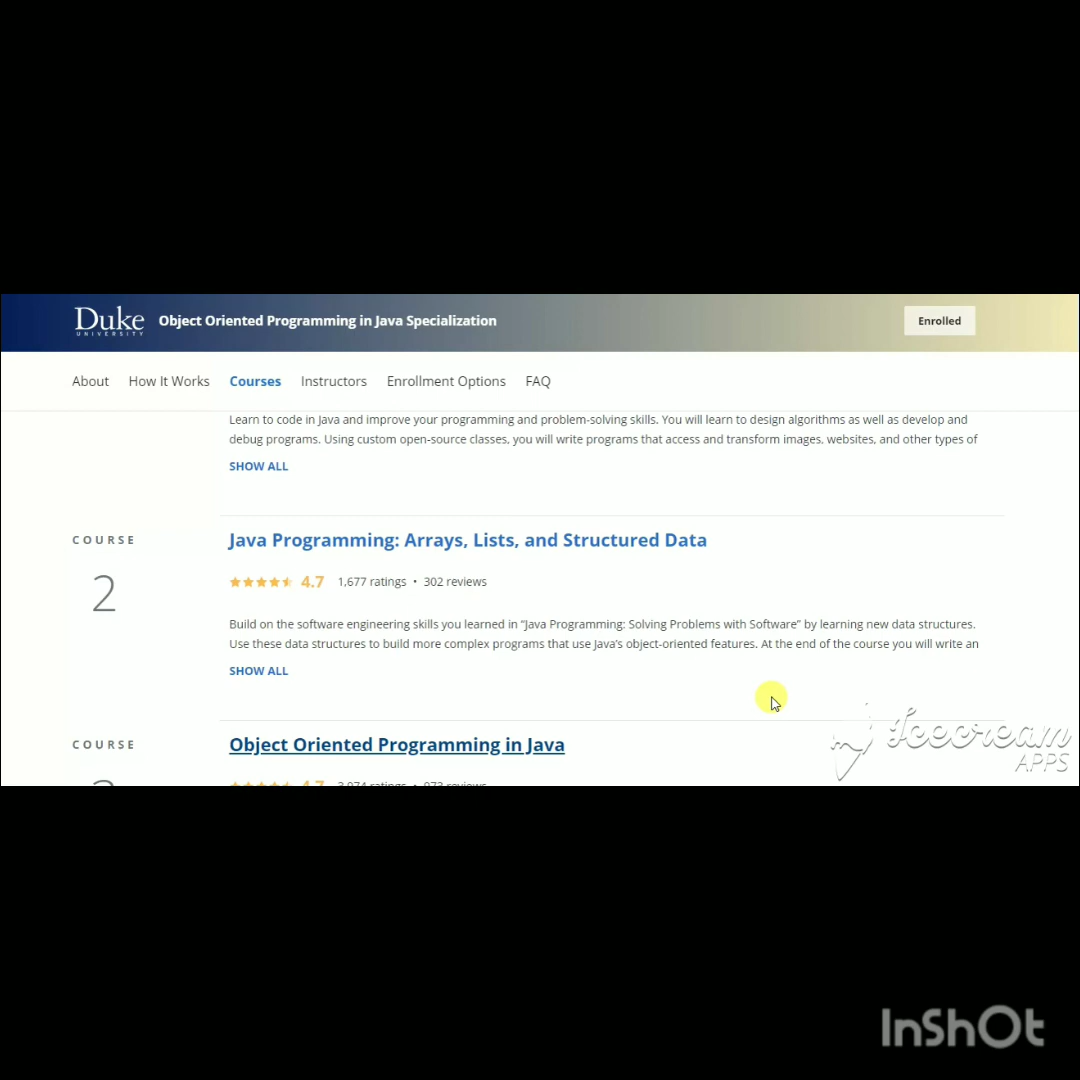 Duke
UNIVERSITY
Object Oriented Programming in Java Specialization
Enrolled
About How It Works Courses Instructors Enrollment Options FAQ
Learn to code in Java and improve your programming and problem-solving skills. You will learn to design algorithms as well as develop and
debug programs. Using custom open-source classes, you will write programs that access and transform images, websites, and other types of
SHOW ALL
COURSE
2
Java Programming: Arrays, Lists, and Structured Data
4.7 1,677 ratings • 302 reviews
Build on the software engineering skills you learned in “Java Programming: Solving Problems with Software” by learning new data structures.
Use these data structures to build more complex programs that use Java’s object-oriented features. At the end of the course you will write an
SHOW ALL
COURSE
Object Oriented Programming in Java
4.7 ratings • reviews
Icecream
APPS
InShOt